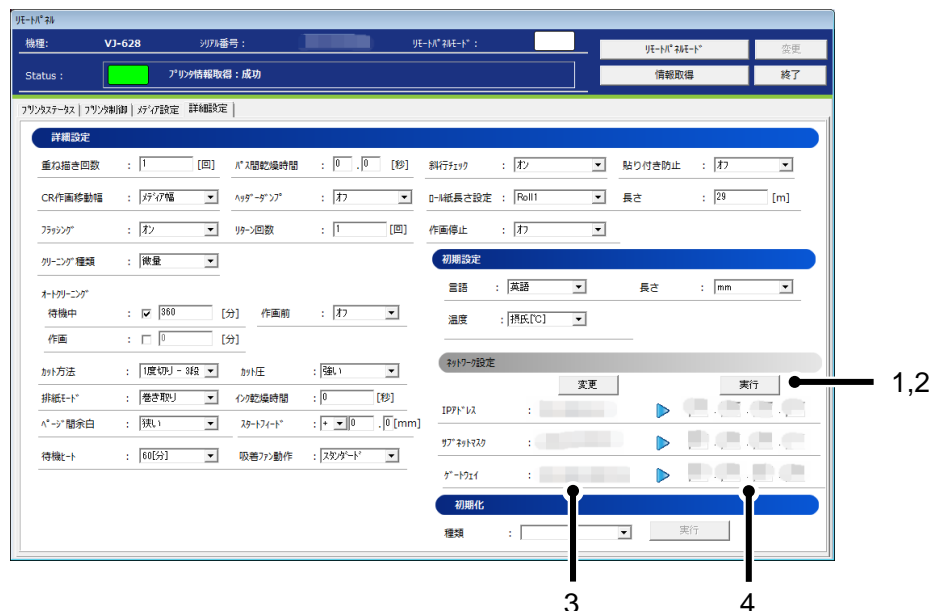 ﾘﾓｰﾄﾊﾟﾈﾙ
機種: VJ-628 ｼﾘｱﾙ番号 : ﾘﾓｰﾄﾊﾟﾈﾙﾓｰﾄﾞ : ﾘﾓｰﾄﾊﾟﾈﾙﾓｰﾄﾞ 変更
Status : ﾌﾟﾘﾝﾀ情報取得 : 成功 情報取得 終了
ﾌﾟﾘﾝﾀｽﾃｰﾀｽ ﾌﾟﾘﾝﾀ制御 ﾒﾃﾞｨｱ設定 詳細設定
詳細設定
重ね描き回数 : 1 [回] ﾊﾟｽ間乾燥時間 : 0 . 0 [秒] 斜行ﾁｪｯｸ : ｵﾝ 貼り付き防止 : ｵﾌ
CR作画移動幅 : ﾒﾃﾞｨｱ幅 ﾍｯﾀﾞｰﾀﾞﾝﾌﾟ : ｵﾌ ﾛｰﾙ紙長さ設定 : Roll1 長さ : 29 [m]
ﾌﾗｯｼﾝｸﾞ : ｵﾝ ﾘﾀｰﾝ回数 : 1 [回] 作画停止 : ｵﾌ
ｸﾘｰﾆﾝｸﾞ種類 : 微量
初期設定
言語 : 英語 長さ : mm
ｵｰﾄｸﾘｰﾆﾝｸﾞ
待機中 : 360 [分] 作画前 : ｵﾌ
温度 : 摂氏[℃]
作画 : 0 [分]
ﾈｯﾄﾜｰｸ設定
ｶｯﾄ方法 : 1度切り - 3段 ｶｯﾄ圧 : 強い
変更 実行
1,2
排紙ﾓｰﾄﾞ : 巻き取り ｲﾝｸ乾燥時間 : 0 [秒]
IPｱﾄﾞﾚｽ :
ﾍﾟｰｼﾞ間余白 : 狭い ｽﾀｰﾄﾌｨｰﾄﾞ : + 0 . 0 [mm]
ｻﾌﾞﾈｯﾄﾏｽｸ :
待機ﾋｰﾄ : 60[分] 吸着ﾌｧﾝ動作 : ｽﾀﾝﾀﾞｰﾄﾞ
ｹﾞｰﾄｳｪｲ :
初期化
種類 : 実行
3 4